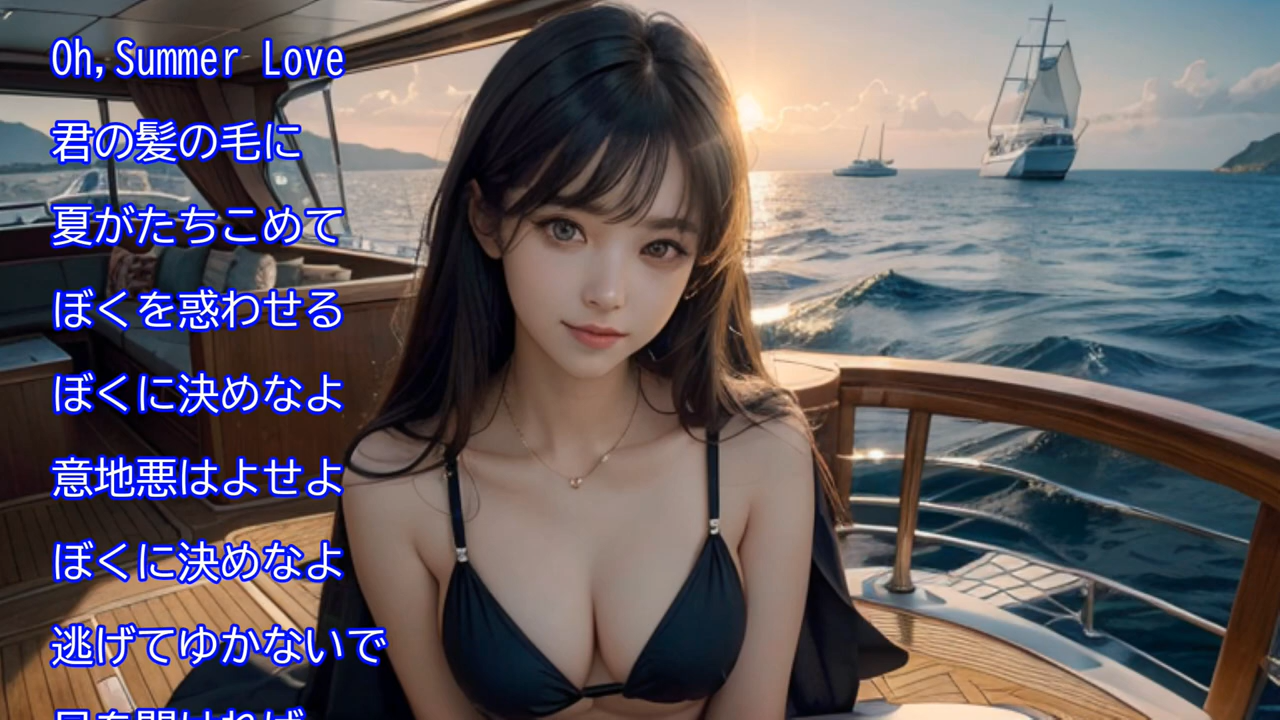 Oh,Summer Love
君の髪の毛に
夏がたちこめて
ぼくを惑わせる
ぼくに決めなよ
意地悪はよせよ
ぼくに決めなよ
逃げてゆかないで